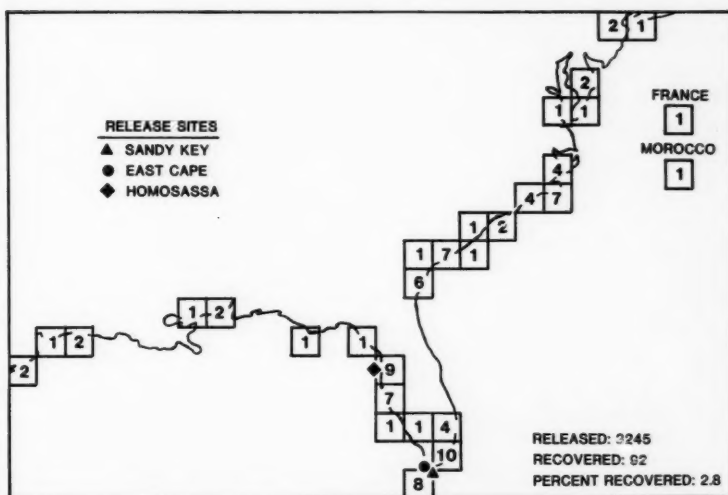 2 1
2
1 1
FRANCE
1
MOROCCO
1
RELEASE SITES
SANDY KEY
EAST CAPE
HOMOSASSA
4
4 7
1 2
1 7 1
6
1 2
1 2
1
1
2
9
7
1 1 4
10
8
RELEASED: 3245
RECOVERED: 92
PERCENT RECOVERED: 2.8